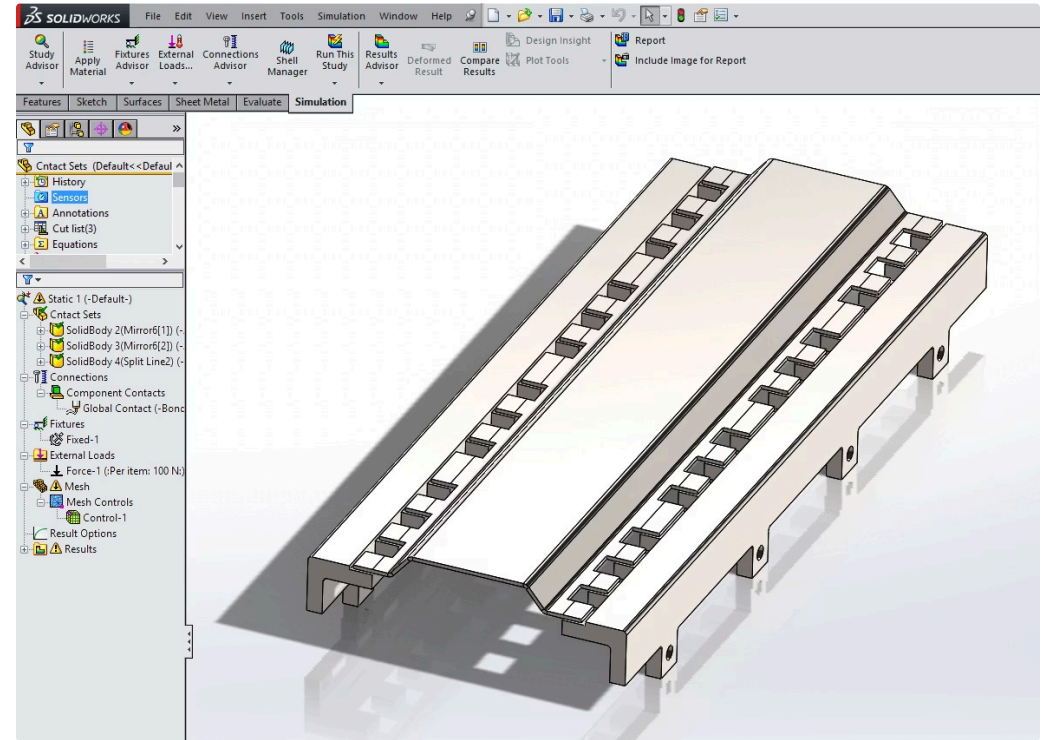 SOLIDWORKS File Edit View Insert Tools Simulation Window Help
Study Advisor
Apply Material
Fixtures Advisor
External Loads...
Connections Advisor
Shell Manager
Run This Study
Results Advisor
Deformed Result
Compare Results
Design Insight
Plot Tools
Report
Include Image for Report
Features Sketch Surfaces Sheet Metal Evaluate Simulation
Cntact Sets (Default<<Defaul
History
Sensors
Annotations
Cut list(3)
Equations
Static 1 (-Default-)
Cntact Sets
SolidBody 2(Mirror6[1]) (-
SolidBody 3(Mirror6[2]) (-
SolidBody 4(Split Line2) (-
Connections
Component Contacts
Global Contact (-Bonc
Fixtures
Fixed-1
External Loads
Force-1 (:Per item: 100 N:)
Mesh
Mesh Controls
Control-1
Result Options
Results